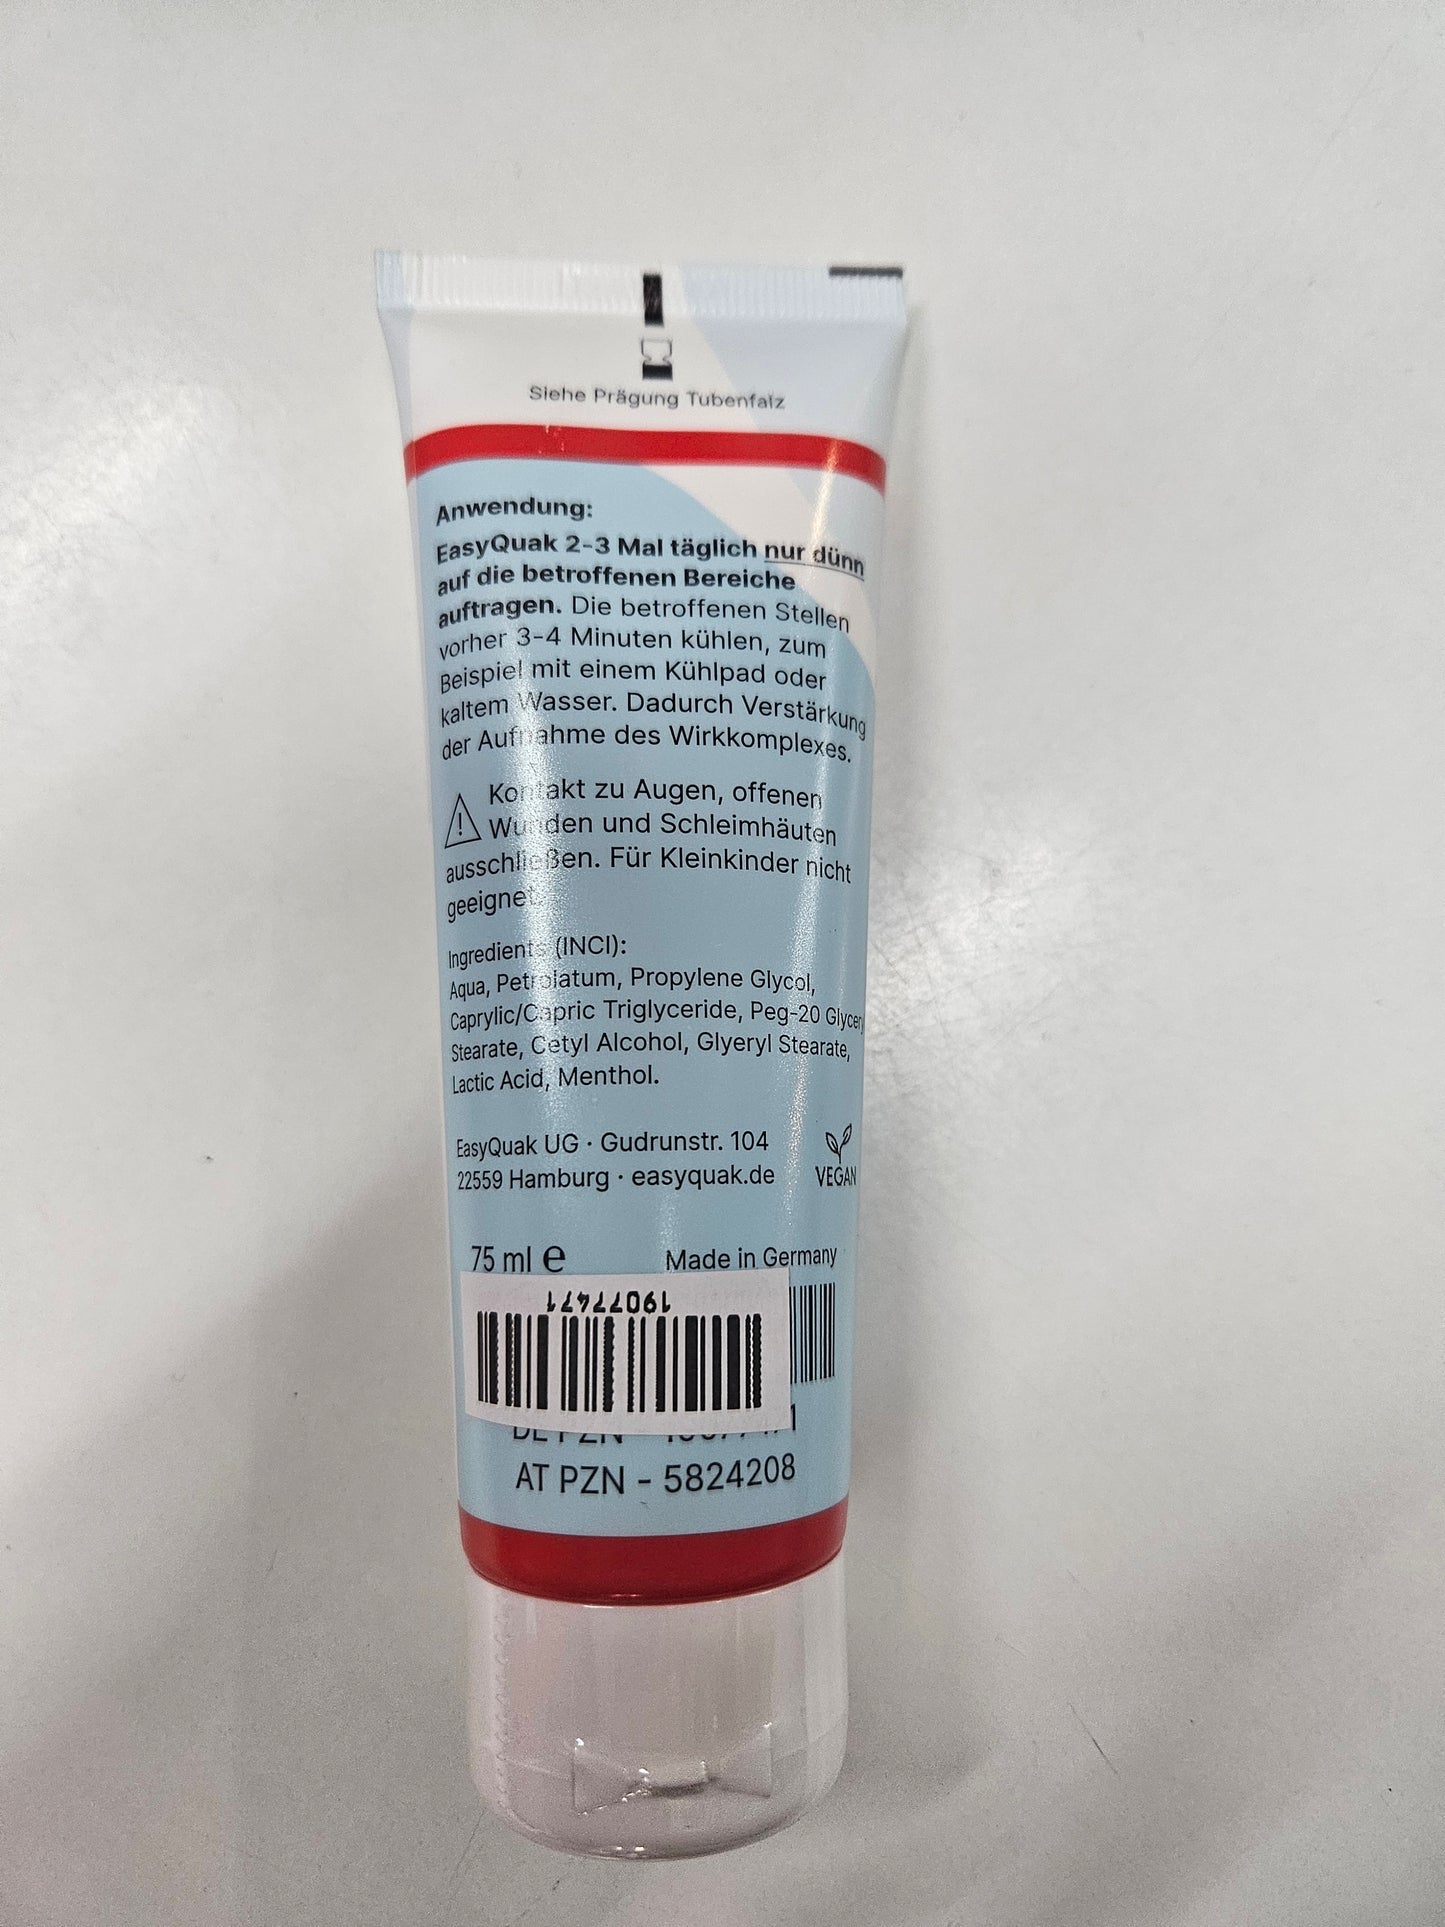 Siehe Prägung Tubenfalz
Anwendung:
EasyQuak 2-3 Mal täglich nur dünn
auf die betroffenen Bereiche
auftragen. Die betroffenen Stellen
vorher 3-4 Minuten kühlen, zum
Beispiel mit einem Kühlpad oder
kaltem Wasser. Dadurch Verstärkung
der Aufnahme des Wirkkomplexes.
Kontakt zu Augen, offenen
Wunden und Schleimhäuten
ausschließen. Für Kleinkinder nicht
geeignet.
Ingredients (INCI):
Aqua, Petrolatum, Propylene Glycol,
Caprylic/Capric Triglyceride, Peg-20 Glycery
Stearate, Cetyl Alcohol, Glyeryl Stearate,
Lactic Acid, Menthol.
EasyQuak UG · Gudrunstr. 104
22559 Hamburg · easyquak.de
VEGAN
75 ml e
Made in Germany
19077471
DE PZN
AT PZN - 5824208